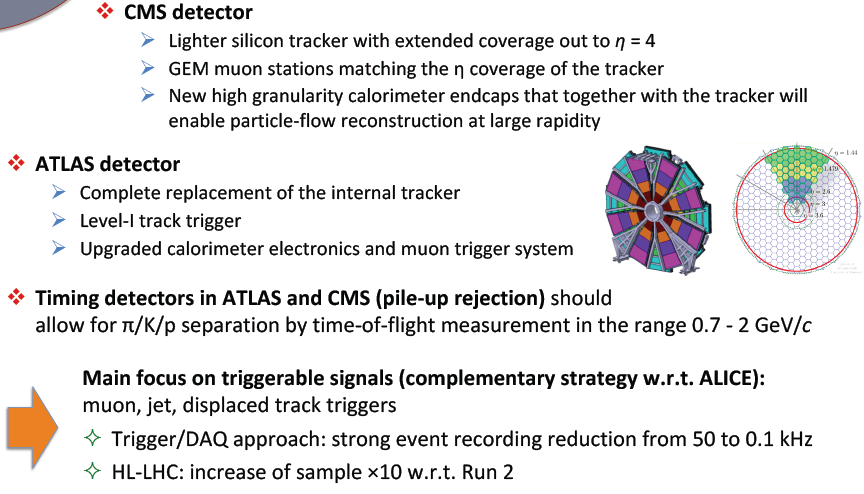 CMS detector
Lighter silicon tracker with extended coverage out to η = 4
GEM muon stations matching the η coverage of the tracker
New high granularity calorimeter endcaps that together with the tracker will
enable particle-flow reconstruction at large rapidity
ATLAS detector
Complete replacement of the internal tracker
Level-I track trigger
Upgraded calorimeter electronics and muon trigger system
η = 1.44
1.479
η = 2.6
η = 3
η = 3.6
Timing detectors in ATLAS and CMS (pile-up rejection) should
allow for π/K/p separation by time-of-flight measurement in the range 0.7 - 2 GeV/c
Main focus on triggerable signals (complementary strategy w.r.t. ALICE):
muon, jet, displaced track triggers
Trigger/DAQ approach: strong event recording reduction from 50 to 0.1 kHz
HL-LHC: increase of sample ×10 w.r.t. Run 2